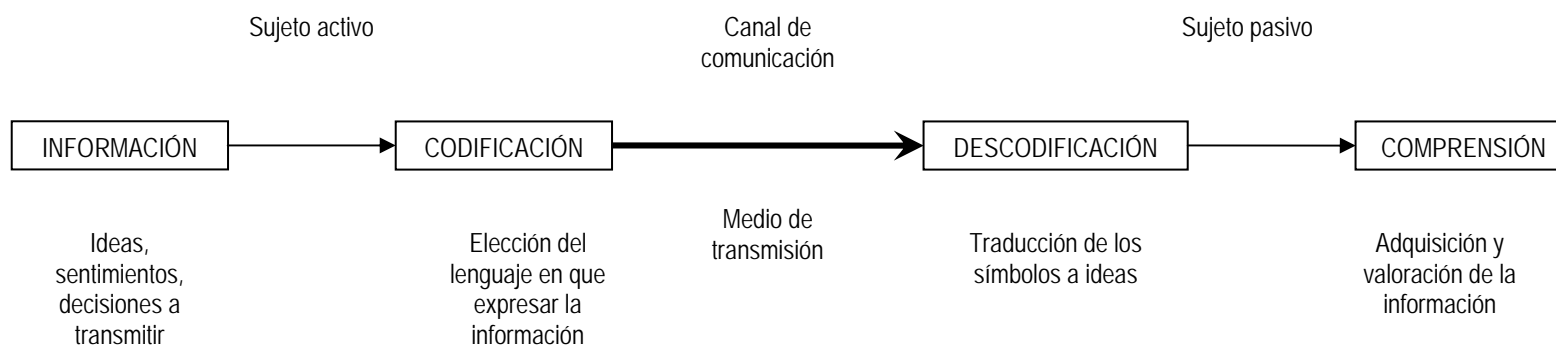 Sujeto activo
Canal de
comunicación
Sujeto pasivo
INFORMACIÓN
CODIFICACIÓN
DESCODIFICACIÓN
COMPRENSIÓN
Ideas,
sentimientos,
decisiones a
transmitir
Elección del
lenguaje en que
expresar la
información
Medio de
transmisión
Traducción de los
símbolos a ideas
Adquisición y
valoración de la
información